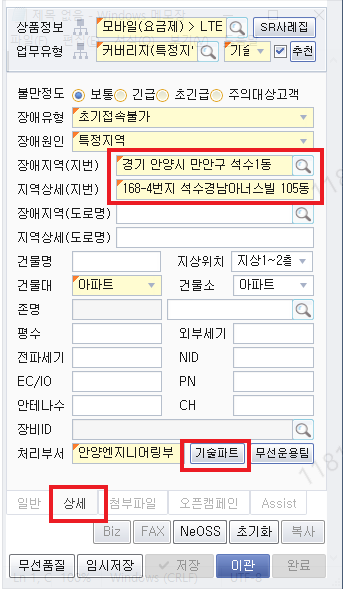 상품정보 모바일(요금제) > LTE SR사례집
업무유형 커버리지(특정지' 기술 추천
불만정도 보통 긴급 초긴급 주의대상고객
장애유형 초기접속불가
장애원인 특정지역
장애지역(지번) 경기 안양시 만안구 석수1동
지역상세(지번) 168-4번지 석수경남아너스빌 105동
장애지역(도로명)
지역상세(도로명)
건물명 지상위치 지상1~2층
건물대 아파트 건물소 아파트
존명
평수 외부세기
전파세기 NID
EC/IO PN
안테나수 CH
장비ID
처리부서 안양엔지니어링부 기술파트 무선운용팀
일반 상세 첨부파일 오픈캠페인 Assist
Biz FAX NeOSS 초기화 복사
무선품질 임시저장 저장 이관 완료